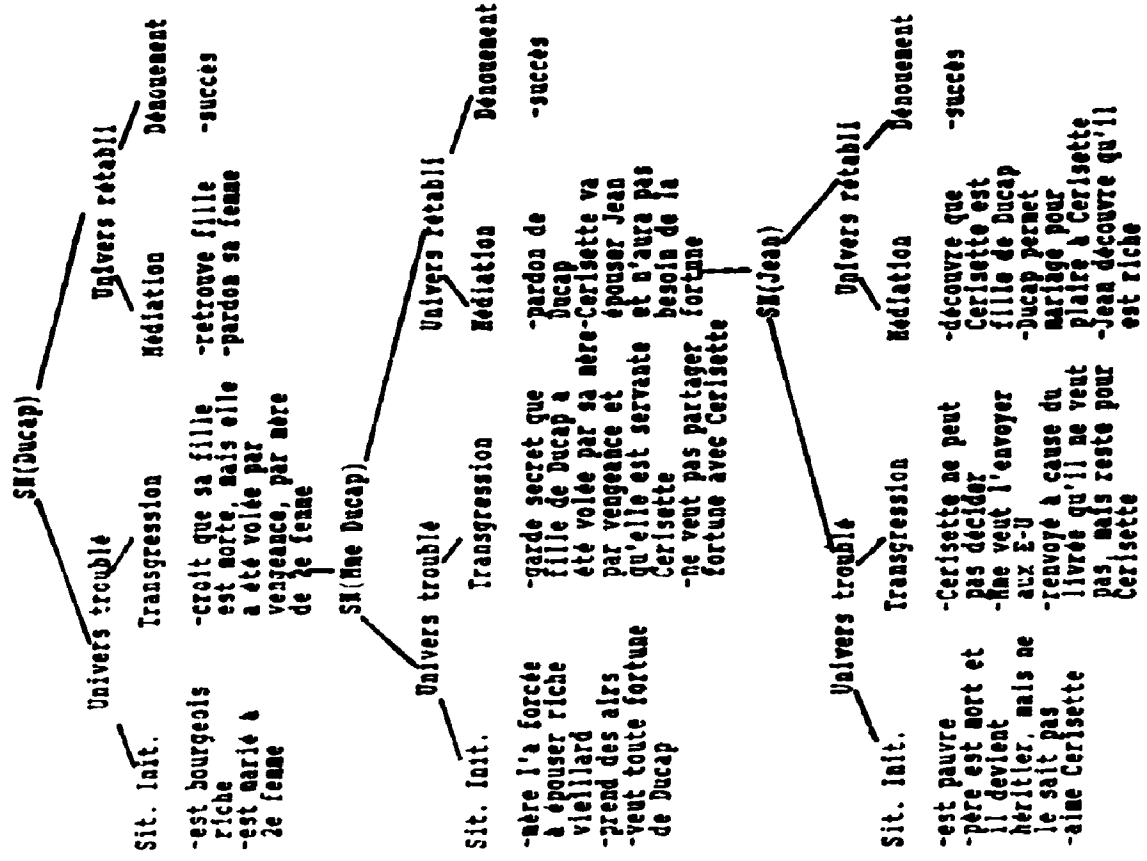 SN(Ducap)
Univers troublé
Univers rétabli
Sit. Init.
Transgression
Médiation
Dénouement
-est bourgeois
riche
-est marié à
2e femme
-croit que sa fille
est morte, mais elle
a été volée par
vengeance, par mère
de 2e femme
-retrouve fille
-pardon sa femme
-succès
SN(Mme Ducap)
Univers troublé
Univers rétabli
Sit. Init.
Transgression
Médiation
Dénouement
-mère l'a forcée
à épouser riche
vieillard
-prend des airs
-veut toute fortune
de Ducap
-garde secret que
fille de Ducap a
été volée par sa mère
par vengeance et
qu'elle est servante
Cerisette
-ne veut pas partager
fortune avec Cerisette
-pardon de
Ducap
-Cerisette va
épouser Jean
et n'aura pas
besoin de la
fortune
-succès
SN(Jean)
Univers troublé
Univers rétabli
Sit. Init.
Transgression
Médiation
Dénouement
-est pauvre
-père est mort et
il devient
héritier, mais ne
le sait pas
-aime Cerisette
-Cerisette ne peut
pas décider
-Mme veut l'envoyer
aux E-U
-renvoyé à cause du
livrée qu'il ne veut
pas, mais reste pour
Cerisette
-découvre que
Cerisette est
fille de Ducap
-Ducap permet
mariage pour
plaire à Cerisette
-Jean découvre qu'il
est riche
-succès